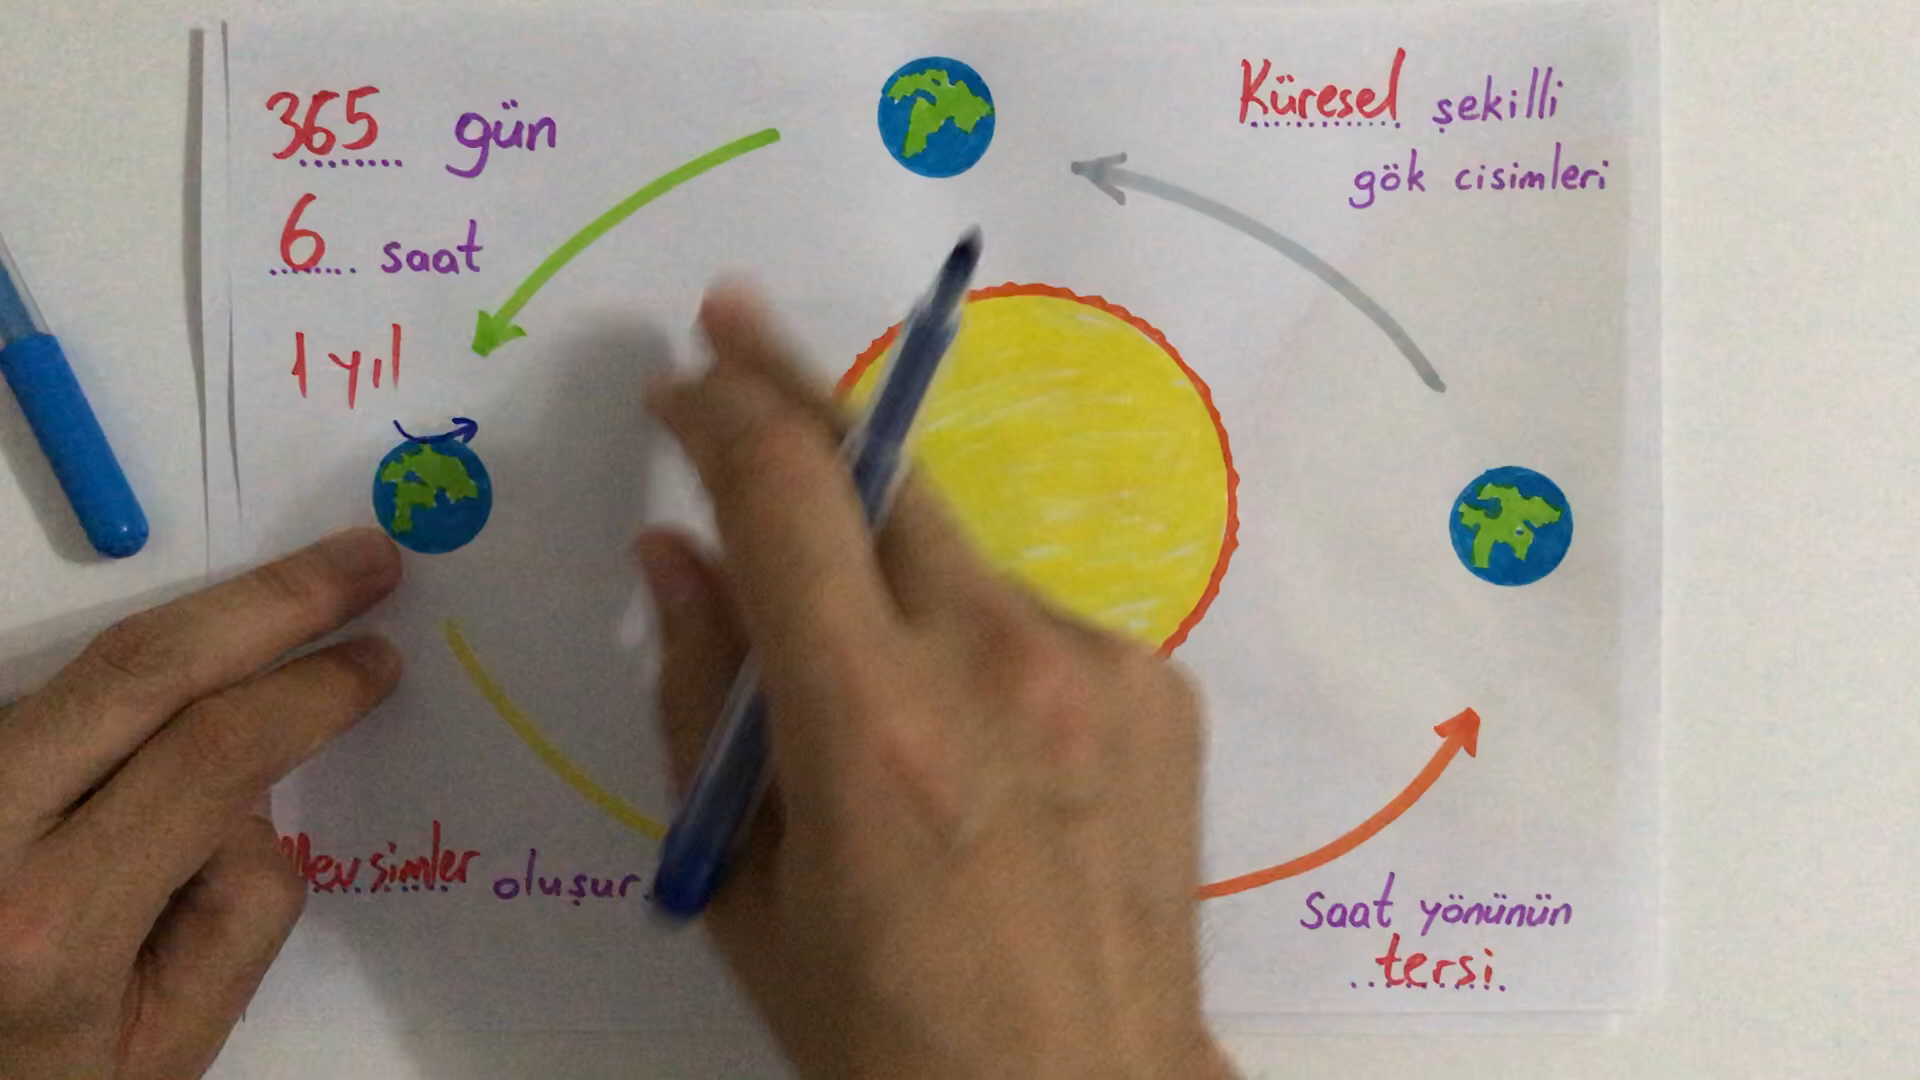 365 gün
6 saat
1 yıl
Küresel şekilli
gök cisimleri
Mevsimler oluşur.
Saat yönünün
tersi